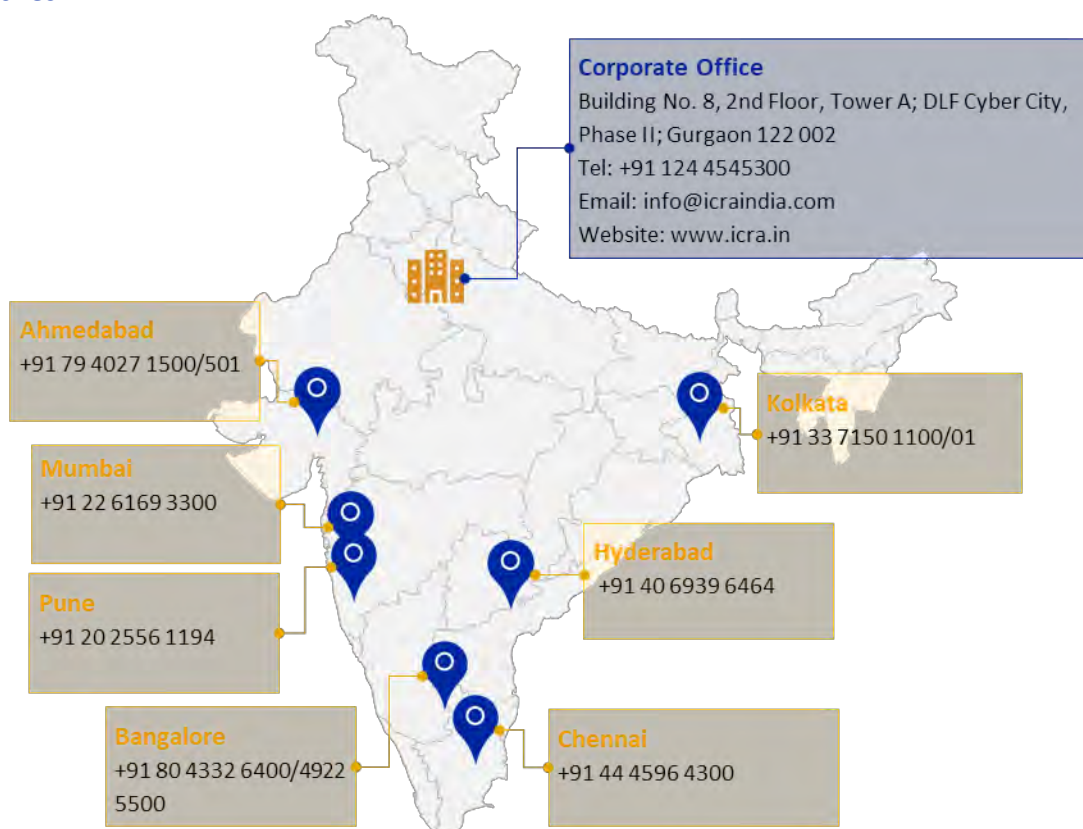 Corporate Office
Building No. 8, 2nd Floor, Tower A; DLF Cyber City,
Phase II; Gurgaon 122 002
Tel: +91 124 4545300
Email: info@icraindia.com
Website: www.icra.in
Ahmedabad
+91 79 4027 1500/501
Kolkata
+91 33 7150 1100/01
Mumbai
+91 22 6169 3300
Hyderabad
+91 40 6939 6464
Pune
+91 20 2556 1194
Bangalore
+91 80 4332 6400/4922
5500
Chennai
+91 44 4596 4300